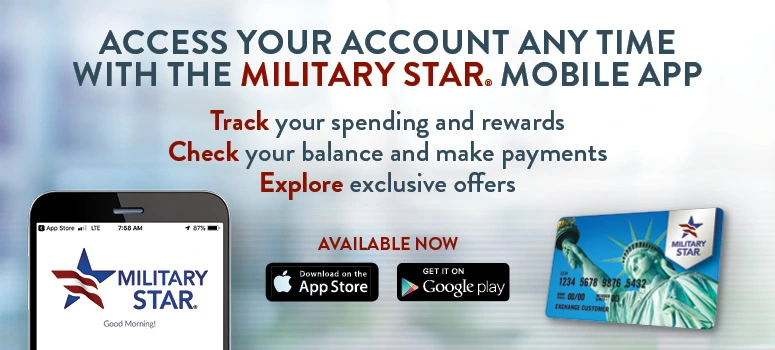 ACCESS YOUR ACCOUNT ANY TIME
WITH THE MILITARY STAR® MOBILE APP
Track your spending and rewards
Check your balance and make payments
Explore exclusive offers
App Store LTE 7:58 AM 87%
MILITARY
STAR®
Good Morning!
AVAILABLE NOW
Download on the
App Store
GET IT ON
Google play
MILITARY
STAR
1234 5678 9876 5432
00/00
EXCHANGE CUSTOMER